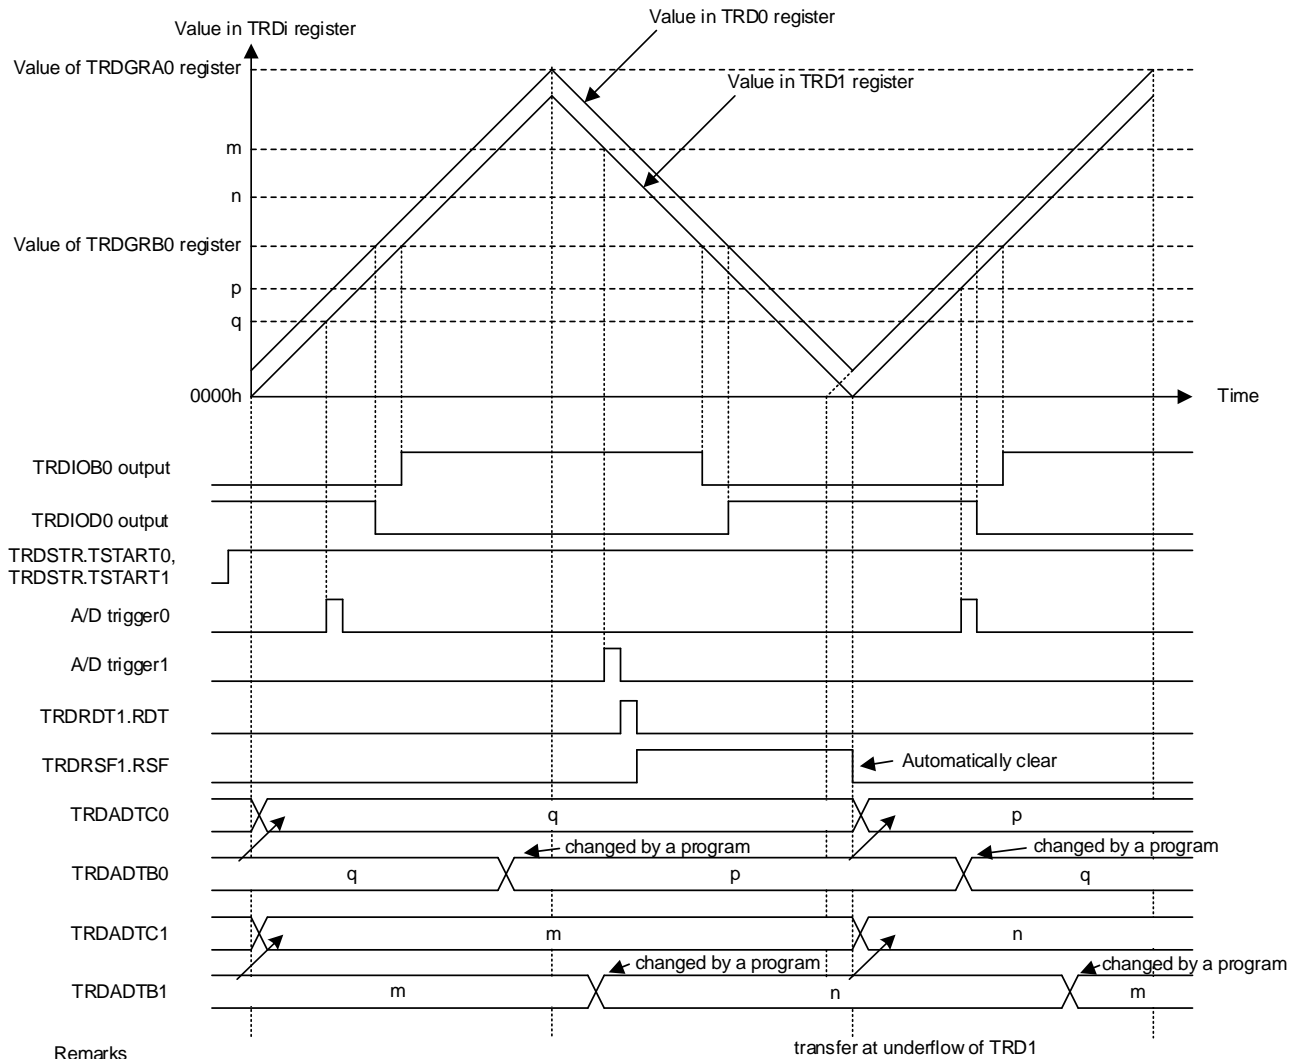 Value in TRD0 register
Value in TRDi register
Value of TRDGRA0 register
Value in TRD1 register
m
n
Value of TRDGRB0 register
p
q
0000h
Time
TRDIOB0 output
TRDIOD0 output
TRDSTR.TSTART0,
TRDSTR.TSTART1
A/D trigger0
A/D trigger1
TRDRDT1.RDT
TRDRSF1.RSF
Automatically clear
TRDADTC0
q
p
changed by a program
changed by a program
TRDADTB0
q
p
q
TRDADTC1
m
n
changed by a program
changed by a program
TRDADTB1
m
n
m
transfer at underflow of TRD1
Remarks